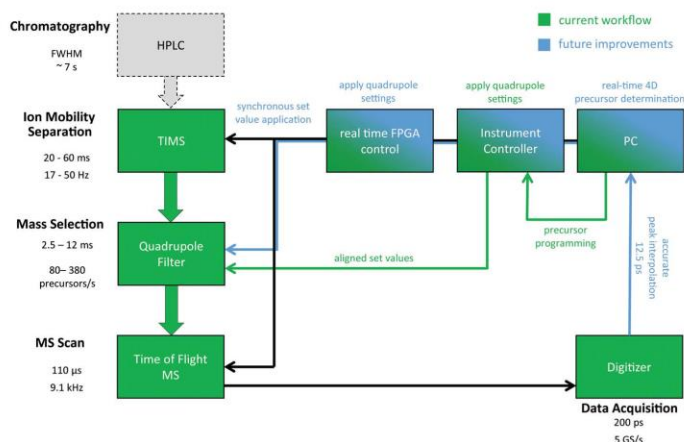 Chromatography
FWHM
~ 7 s
HPLC
current workflow
future improvements
Ion Mobility
Separation
20 - 60 ms
17 - 50 Hz
TIMS
synchronous set
value application
apply quadrupole
settings
real time FPGA
control
apply quadrupole
settings
Instrument
Controller
real-time 4D
precursor determination
PC
Mass Selection
2.5 – 12 ms
80– 380
precursors/s
Quadrupole
Filter
aligned set values
precursor
programming
accurate
peak interpolation
12.5 ps
MS Scan
110 µs
9.1 kHz
Time of Flight
MS
Digitizer
Data Acquisition
200 ps
5 GS/s